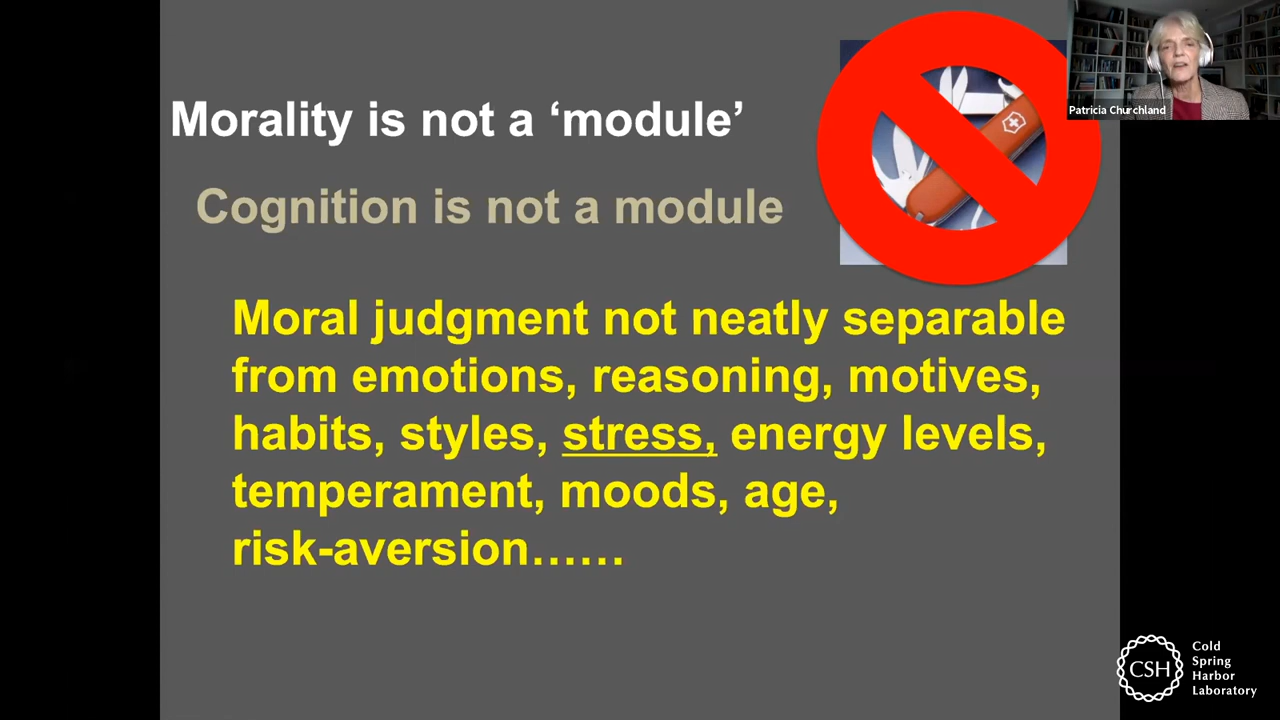 Morality is not a ‘module’
Cognition is not a module
Moral judgment not neatly separable
from emotions, reasoning, motives,
habits, styles, stress, energy levels,
temperament, moods, age,
risk-aversion……
Patricia Churchland
CSH
Cold
Spring
Harbor
Laboratory